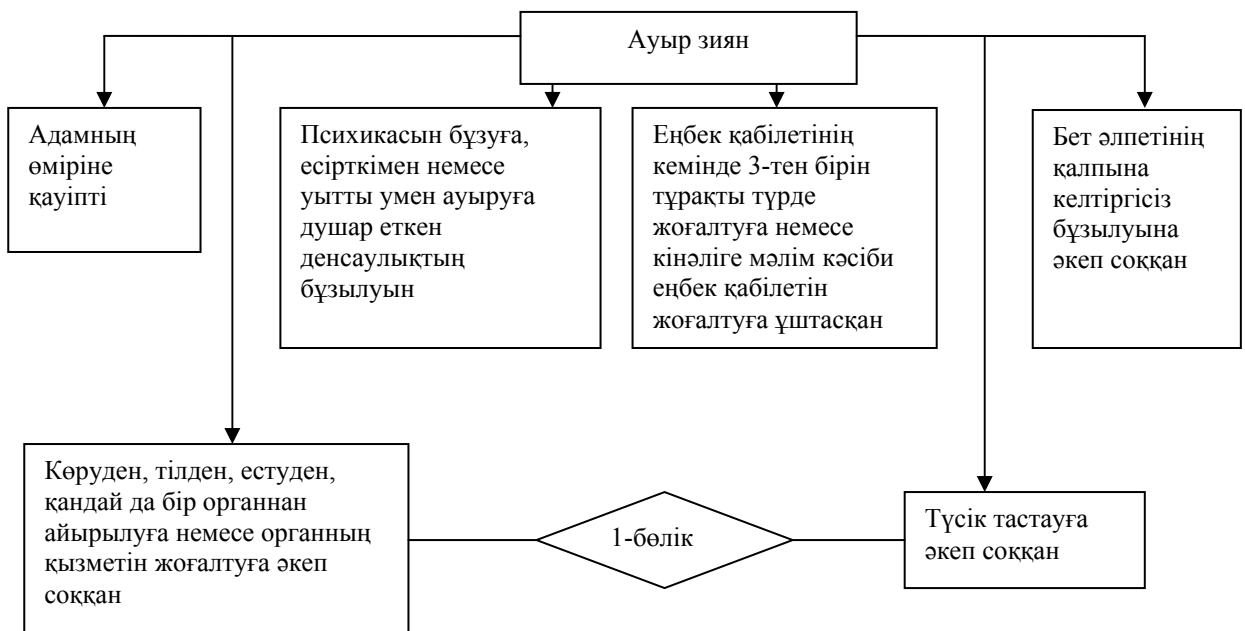 Ауыр зиян
Адамның
өміріне
қауіпті
Психикасын бұзуға,
есірткімен немесе
уытты умен ауыруға
душар еткен
денсаулықтың
бұзылуын
Еңбек қабілетінің
кемінде 3-тен бірін
тұрақты түрде
жоғалтуға немесе
кінәліге мәлім кәсіби
еңбек қабілетін
жоғалтуға ұштасқан
Бет әлпетінің
қалпына
келтіргісіз
бұзылуына
әкеп соққан
Көруден, тілден, естуден,
қандай да бір органнан
айырылуға немесе органның
қызметін жоғалтуға әкеп
соққан
1-бөлік
Түсік тастауға
әкеп соққан